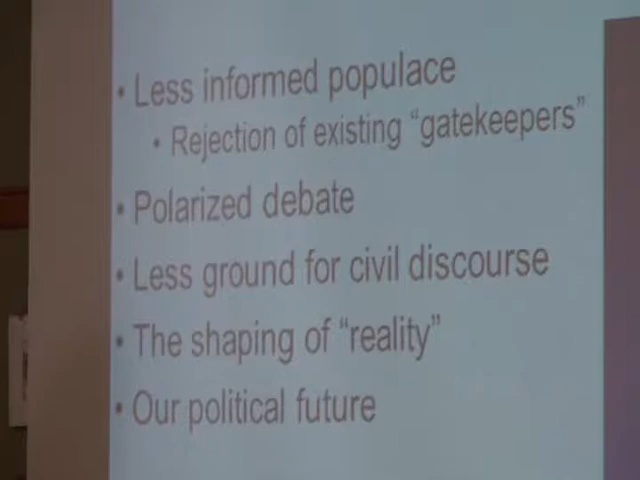 • Less informed populace
• Rejection of existing “gatekeepers”
• Polarized debate
• Less ground for civil discourse
• The shaping of “reality”
• Our political future